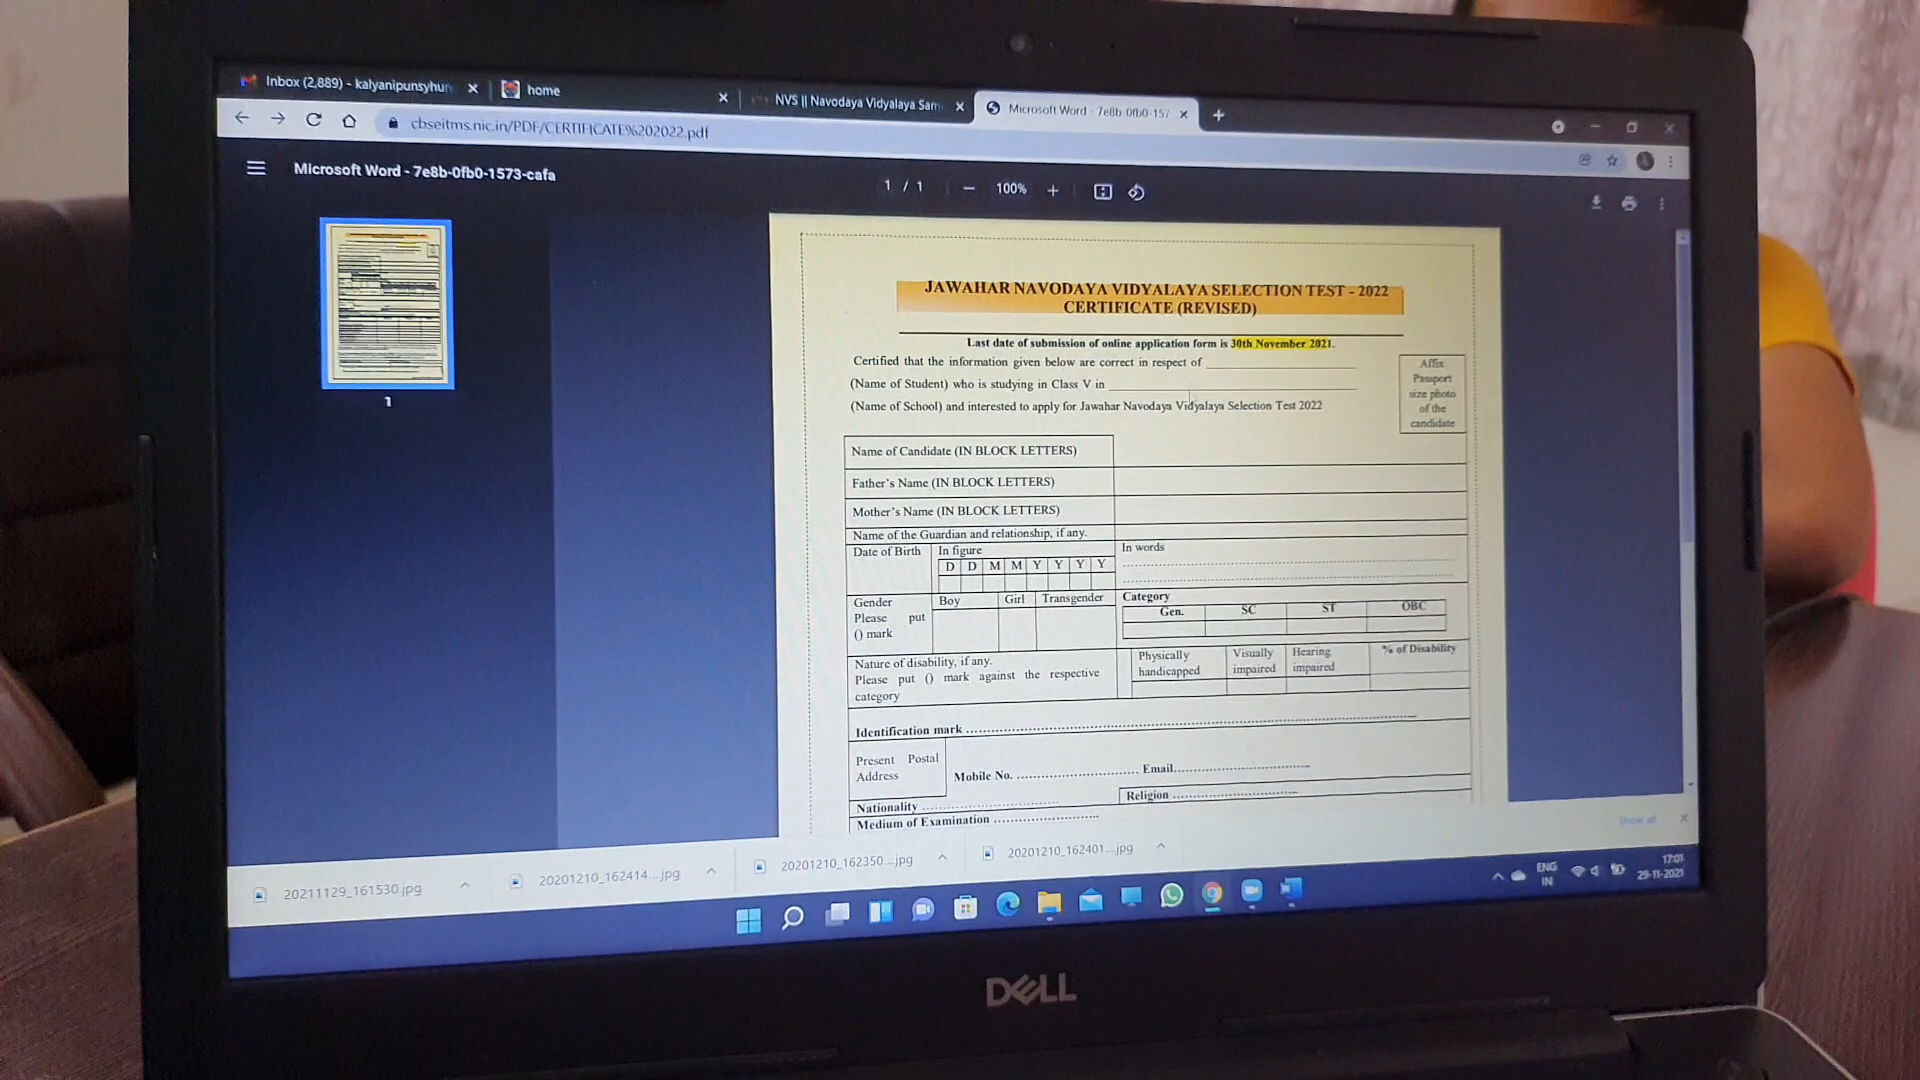 Inbox (2,889) - kalyanipunsyhun
home
NVS || Navodaya Vidyalaya Sam
Microsoft Word - 7e8b-0fb0-157
cbseitms.nic.in/PDF/CERTIFICATE%202022.pdf
Microsoft Word - 7e8b-0fb0-1573-cafa
1 / 1
100%
1
JAWAHAR NAVODAYA VIDYALAYA SELECTION TEST - 2022
CERTIFICATE (REVISED)
Last date of submission of online application form is 30th November 2021.
Certified that the information given below are correct in respect of
(Name of Student) who is studying in Class V in
(Name of School) and interested to apply for Jawahar Navodaya Vidyalaya Selection Test 2022
Affix
Passport
size photo
of the
candidate
Name of Candidate (IN BLOCK LETTERS)
Father's Name (IN BLOCK LETTERS)
Mother's Name (IN BLOCK LETTERS)
Name of the Guardian and relationship, if any.
Date of Birth
In figure
D D M M Y Y Y Y
In words
Gender
Please put
() mark
Boy
Girl
Transgender
Category
Gen.
SC
ST
OBC
Nature of disability, if any.
Please put () mark against the respective
category
Physically
handicapped
Visually
impaired
Hearing
impaired
% of Disability
Identification mark
Present Postal
Address
Mobile No.
Email
Nationality
Religion
Medium of Examination
20211129_161530.jpg
20201210_162414....jpg
20201210_162350....jpg
20201210_162401....jpg
Show all
ENG
IN
17:01
29-11-2021
DELL